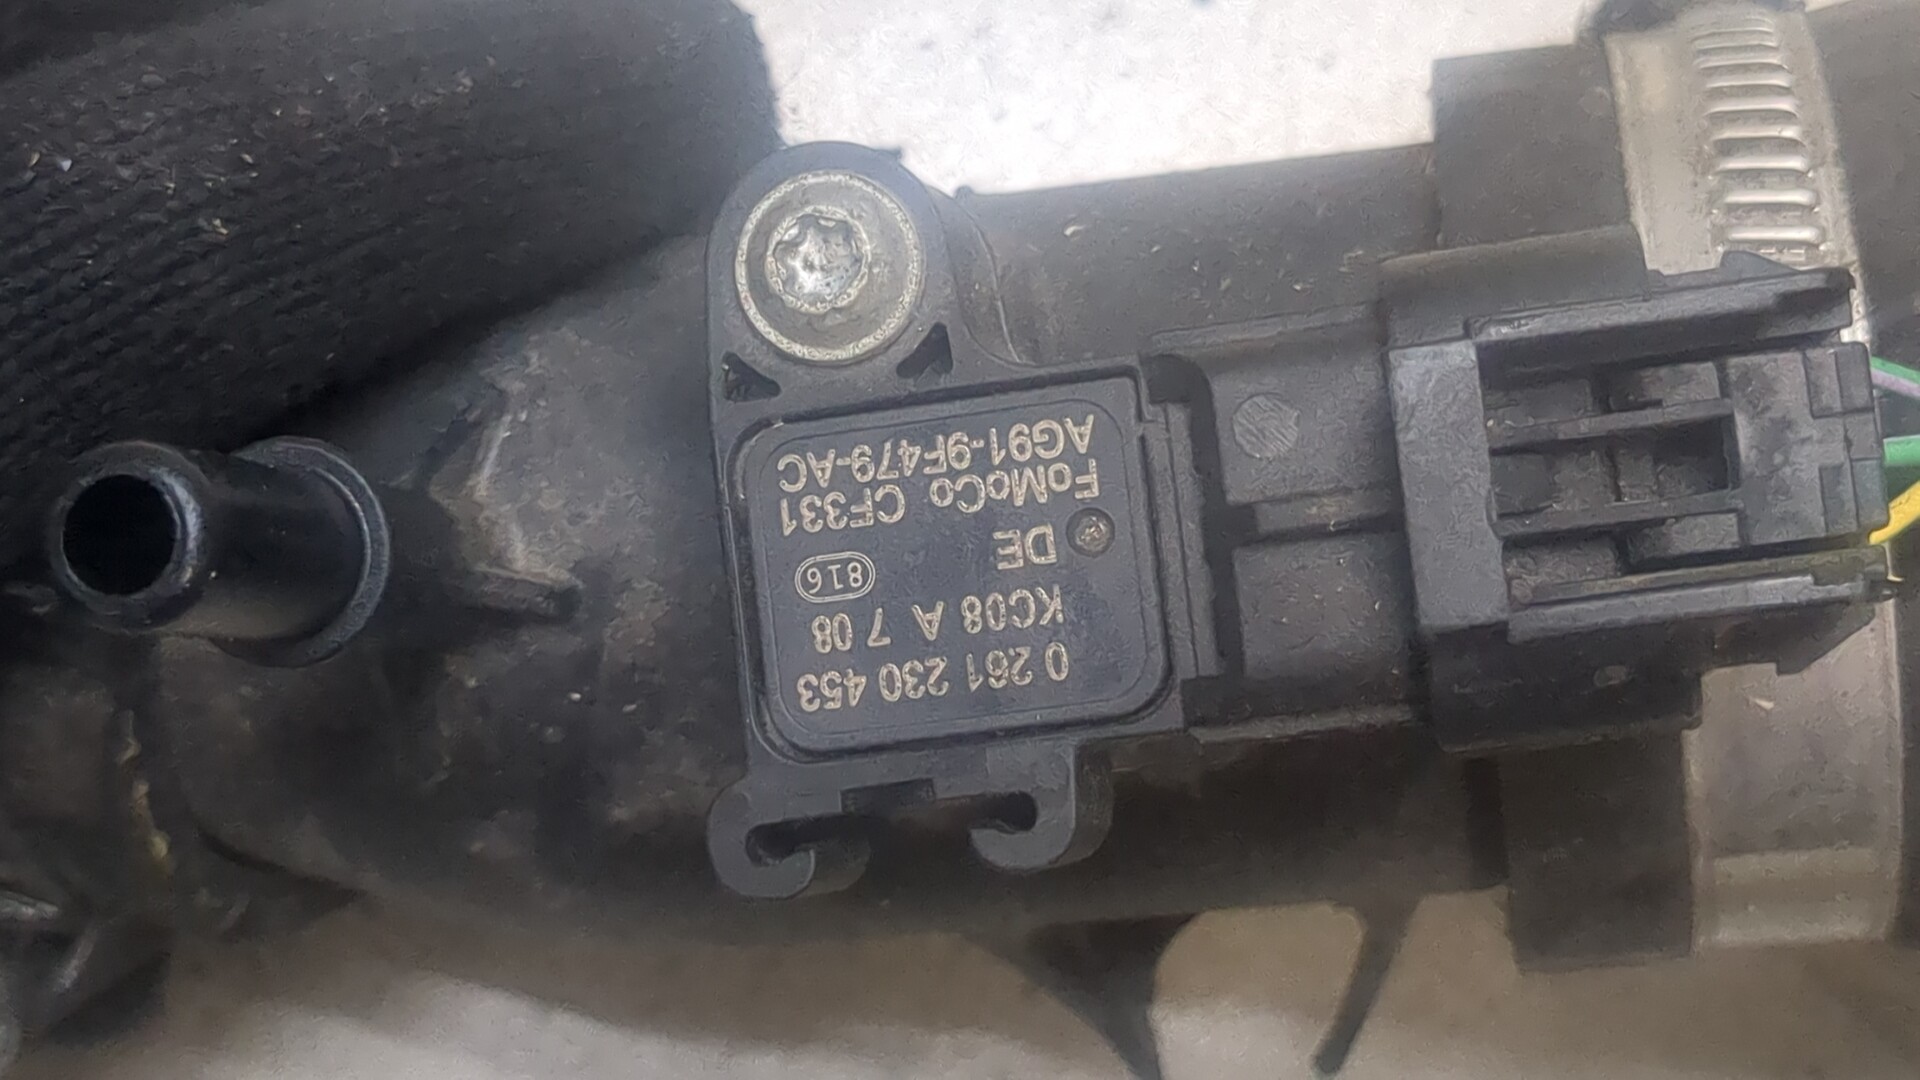 0 261 230 453
KC08 A 7 08
DE 816
FoMoCo CF331
AG91-9F479-AC